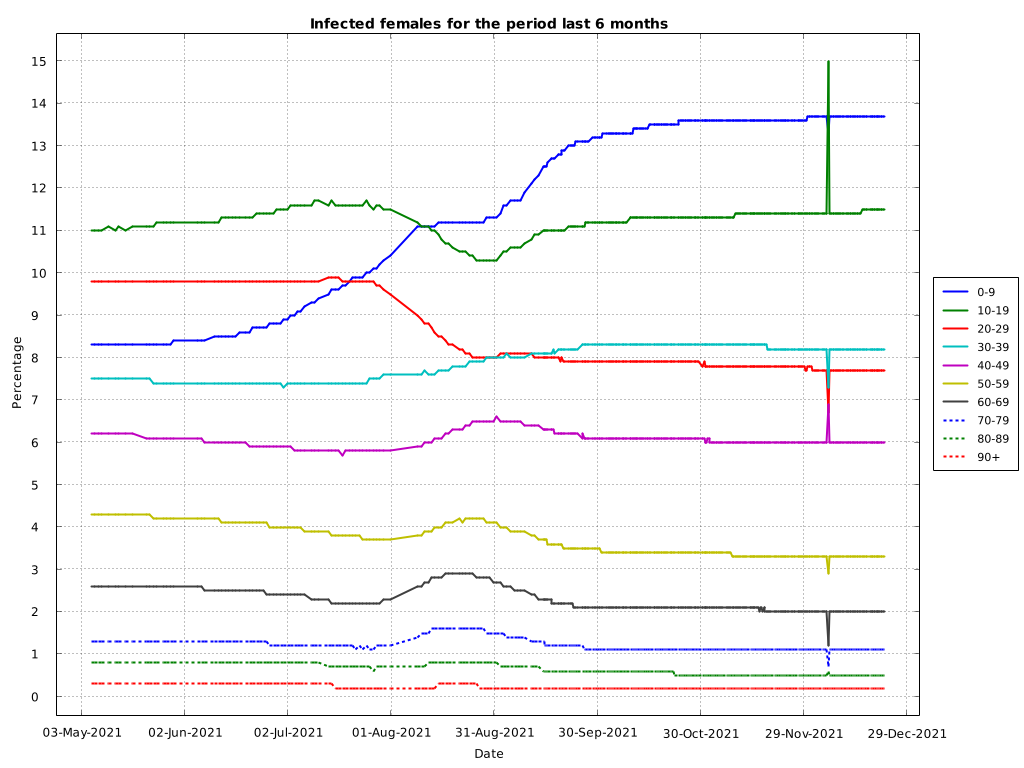 Infected females for the period last 6 months
15
14
13
12
11
10
9
8
7
6
5
4
3
2
1
0
Percentage
03-May-2021
02-Jun-2021
02-Jul-2021
01-Aug-2021
31-Aug-2021
30-Sep-2021
30-Oct-2021
29-Nov-2021
29-Dec-2021
Date
0-9
10-19
20-29
30-39
40-49
50-59
60-69
70-79
80-89
90+